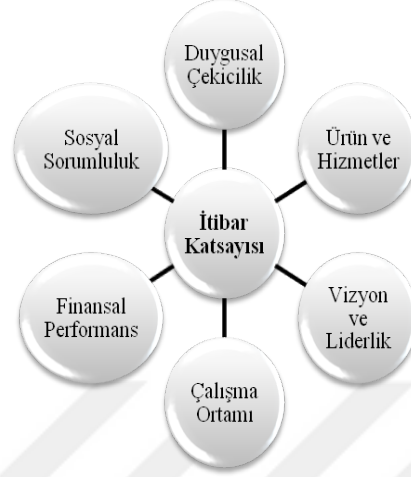 Duygusal
Çekicilik
Sosyal
Sorumluluk
Ürün ve
Hizmetler
İtibar
Katsayısı
Finansal
Performans
Vizyon
ve
Liderlik
Çalışma
Ortamı